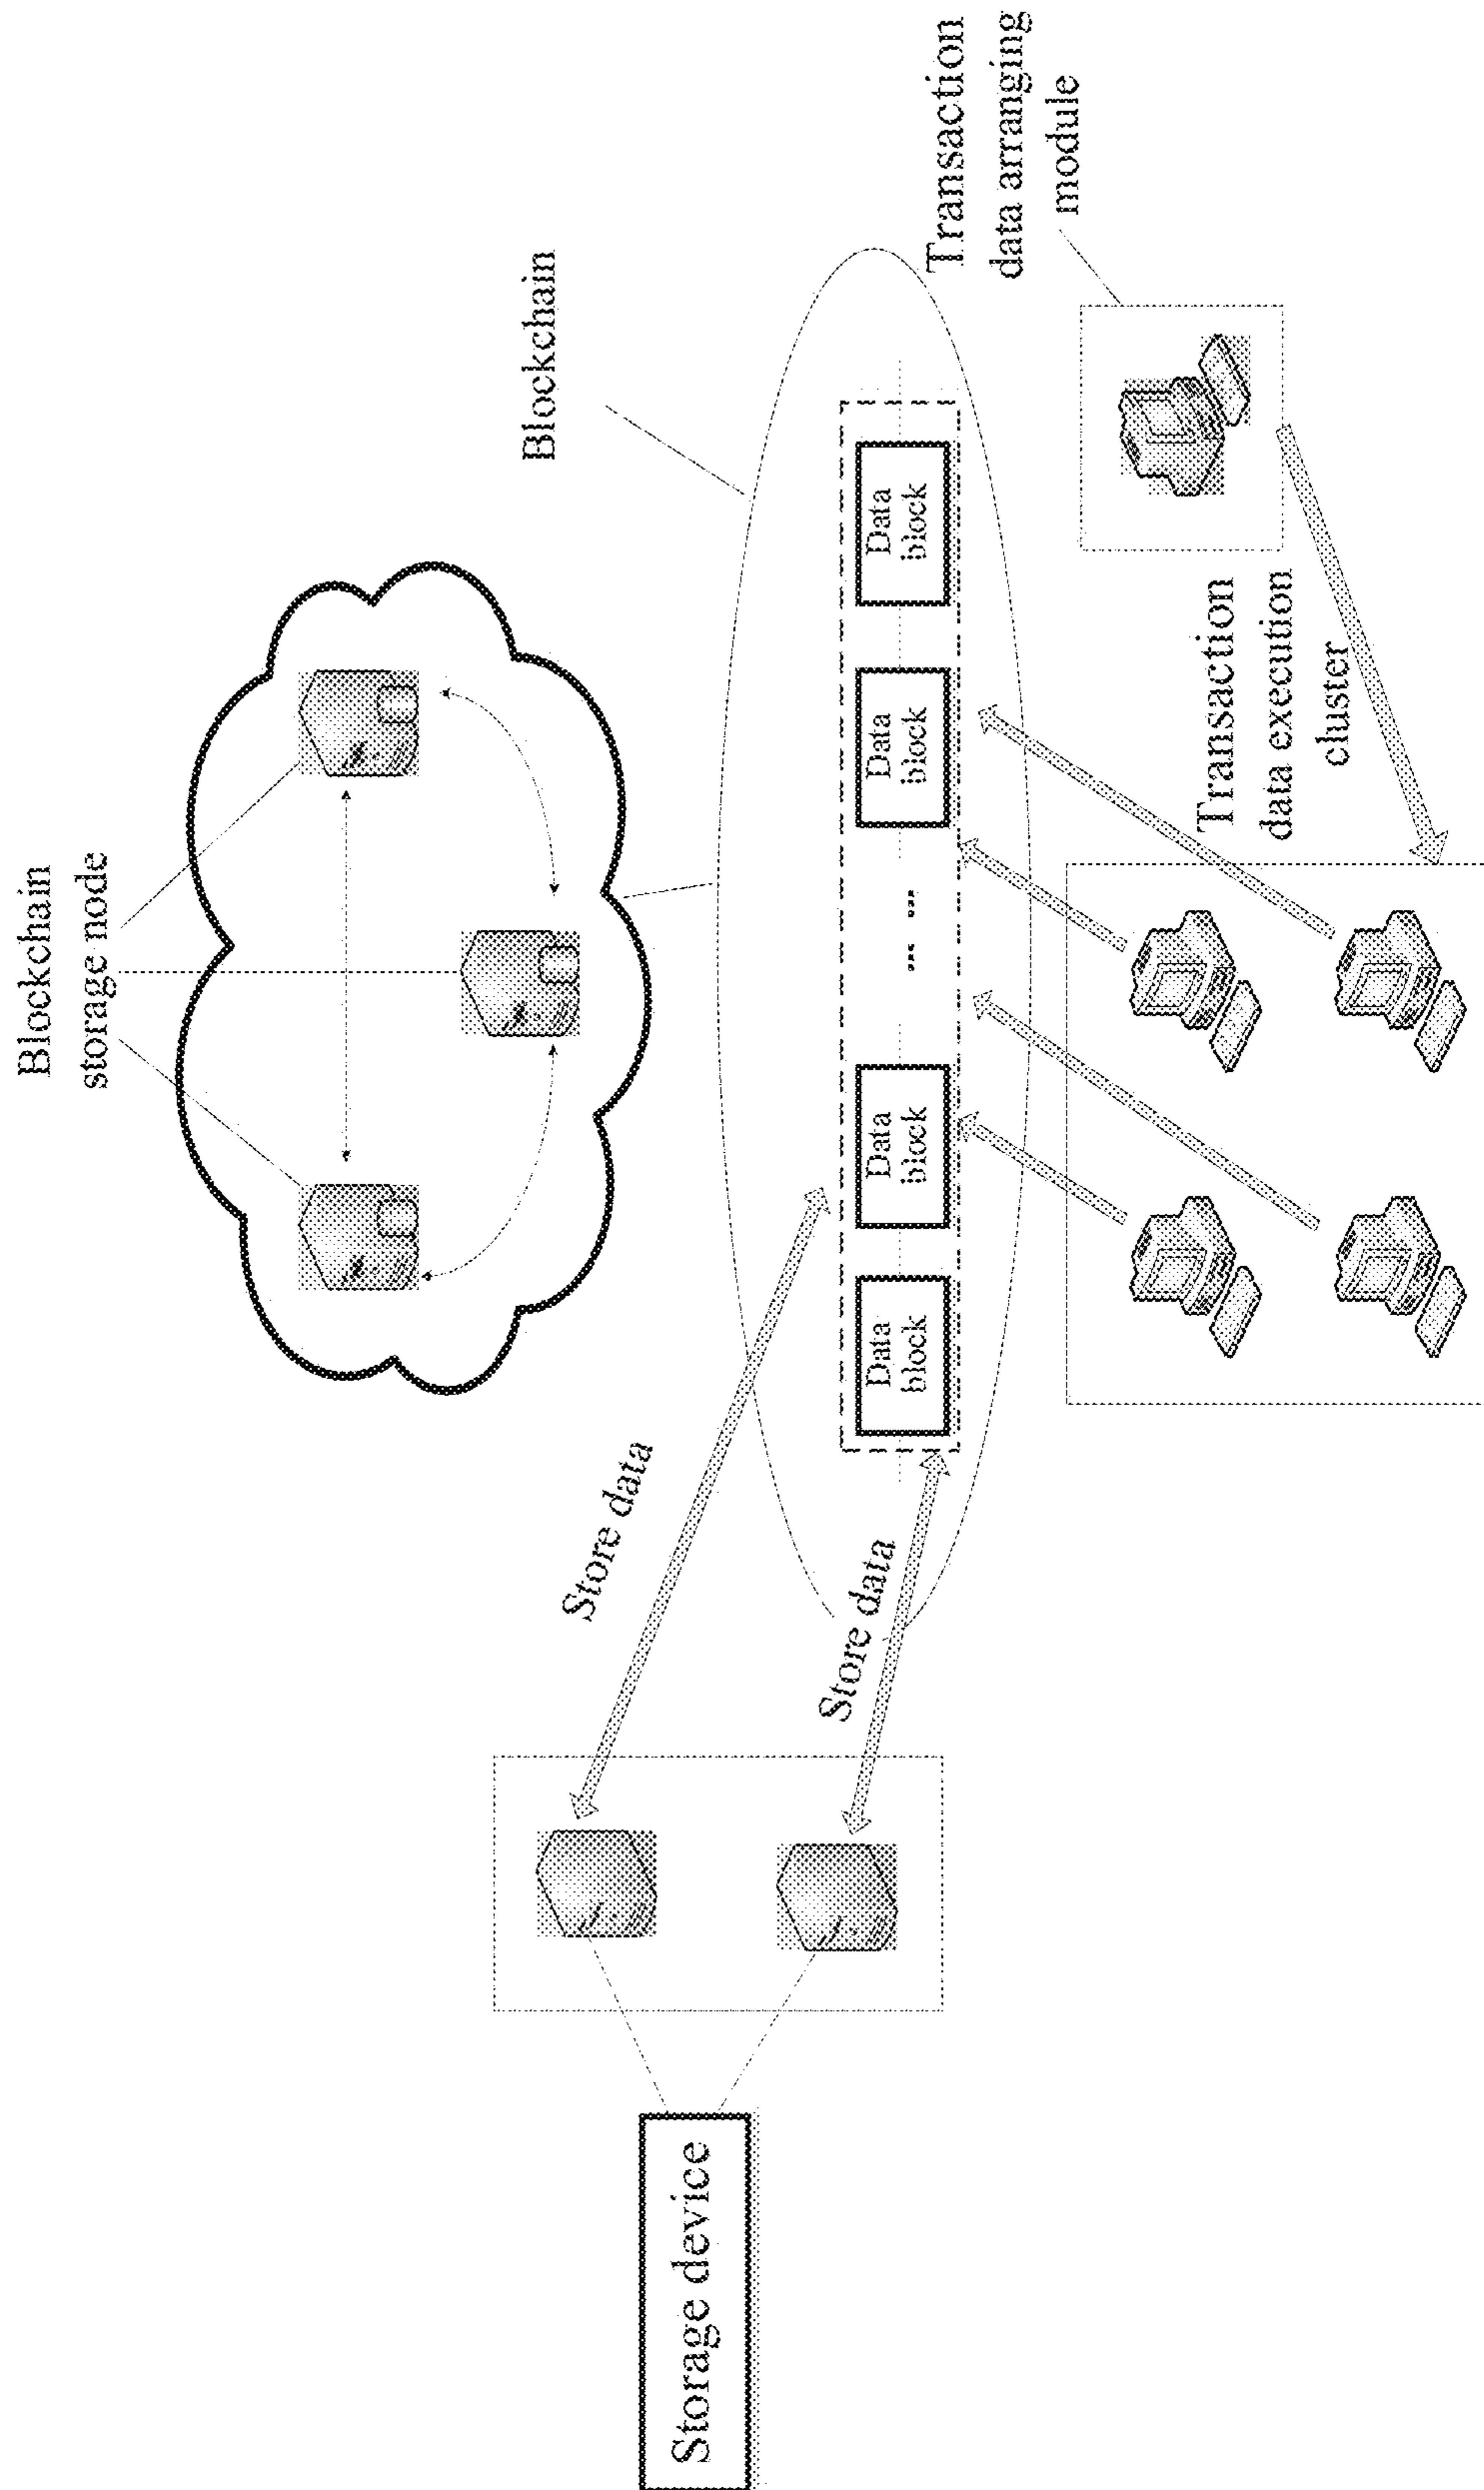 Blockchain
storage node
Blockchain
Store data
Store data
Storage device
Data
block
Data
block
... ...
Data
block
Data
block
Transaction
data arranging
module
Transaction
data execution
cluster